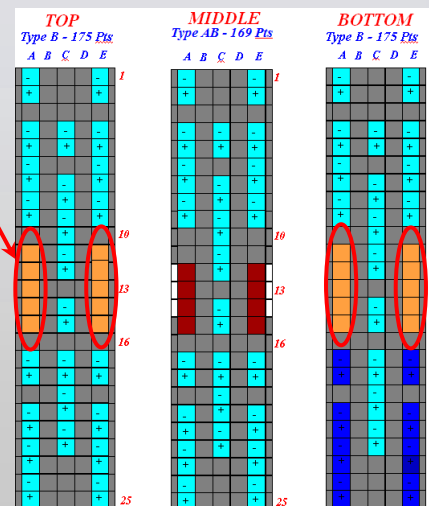 TOP
Type B - 175 Pts
A B C D E
1
10
13
16
25
MIDDLE
Type AB - 169 Pts
A B C D E
1
10
13
16
25
BOTTOM
Type B - 175 Pts
A B C D E